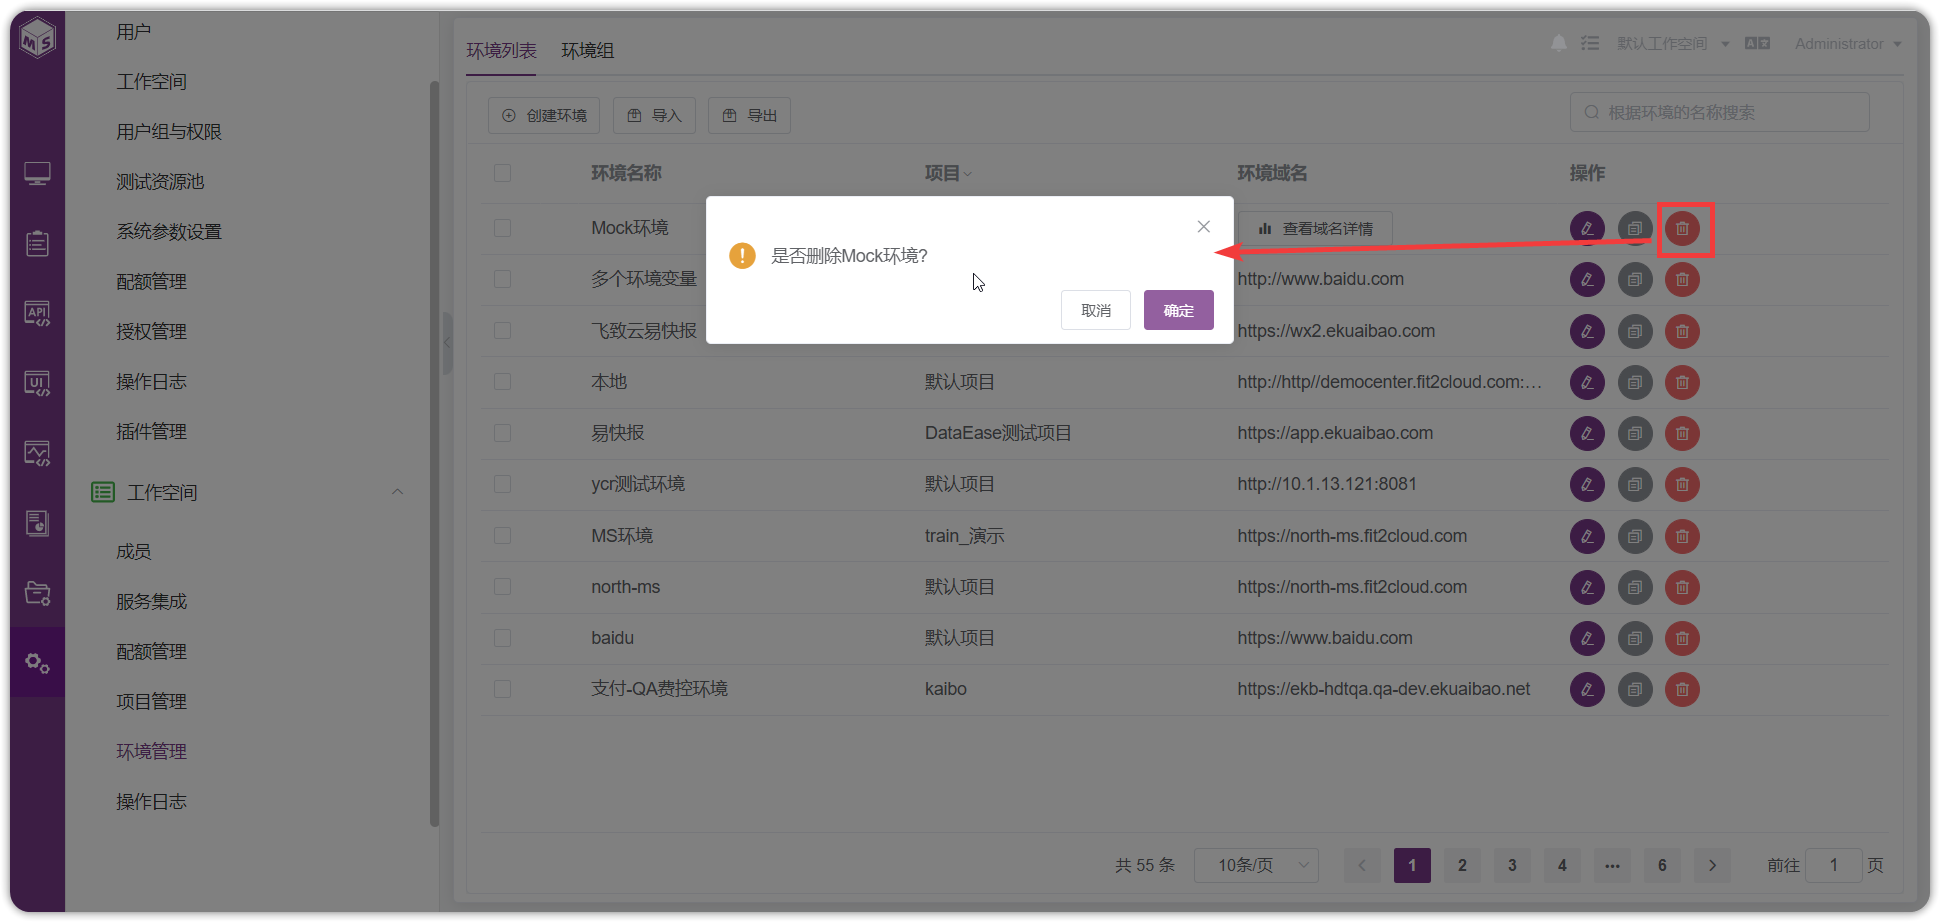 MS
用户
工作空间
用户组与权限
测试资源池
系统参数设置
配额管理
授权管理
操作日志
插件管理
工作空间
成员
服务集成
配额管理
项目管理
环境管理
操作日志
API
UI
环境列表 环境组
默认工作空间 Administrator
创建环境 导入 导出
根据环境的名称搜索
环境名称 项目 环境域名 操作
Mock环境 查看域名详情
是否删除Mock环境?
取消 确定
多个环境变量 http://www.baidu.com
飞致云易快报 https://wx2.ekuaibao.com
本地 默认项目 http://http//democenter.fit2cloud.com:...
易快报 DataEase测试项目 https://app.ekuaibao.com
ycr测试环境 默认项目 http://10.1.13.121:8081
MS环境 train_演示 https://north-ms.fit2cloud.com
north-ms 默认项目 https://north-ms.fit2cloud.com
baidu 默认项目 https://www.baidu.com
支付-QA费控环境 kaibo https://ekb-hdtqa.qa-dev.ekuaibao.net
共 55 条 10条/页 1 2 3 4 ... 6 前往 1 页